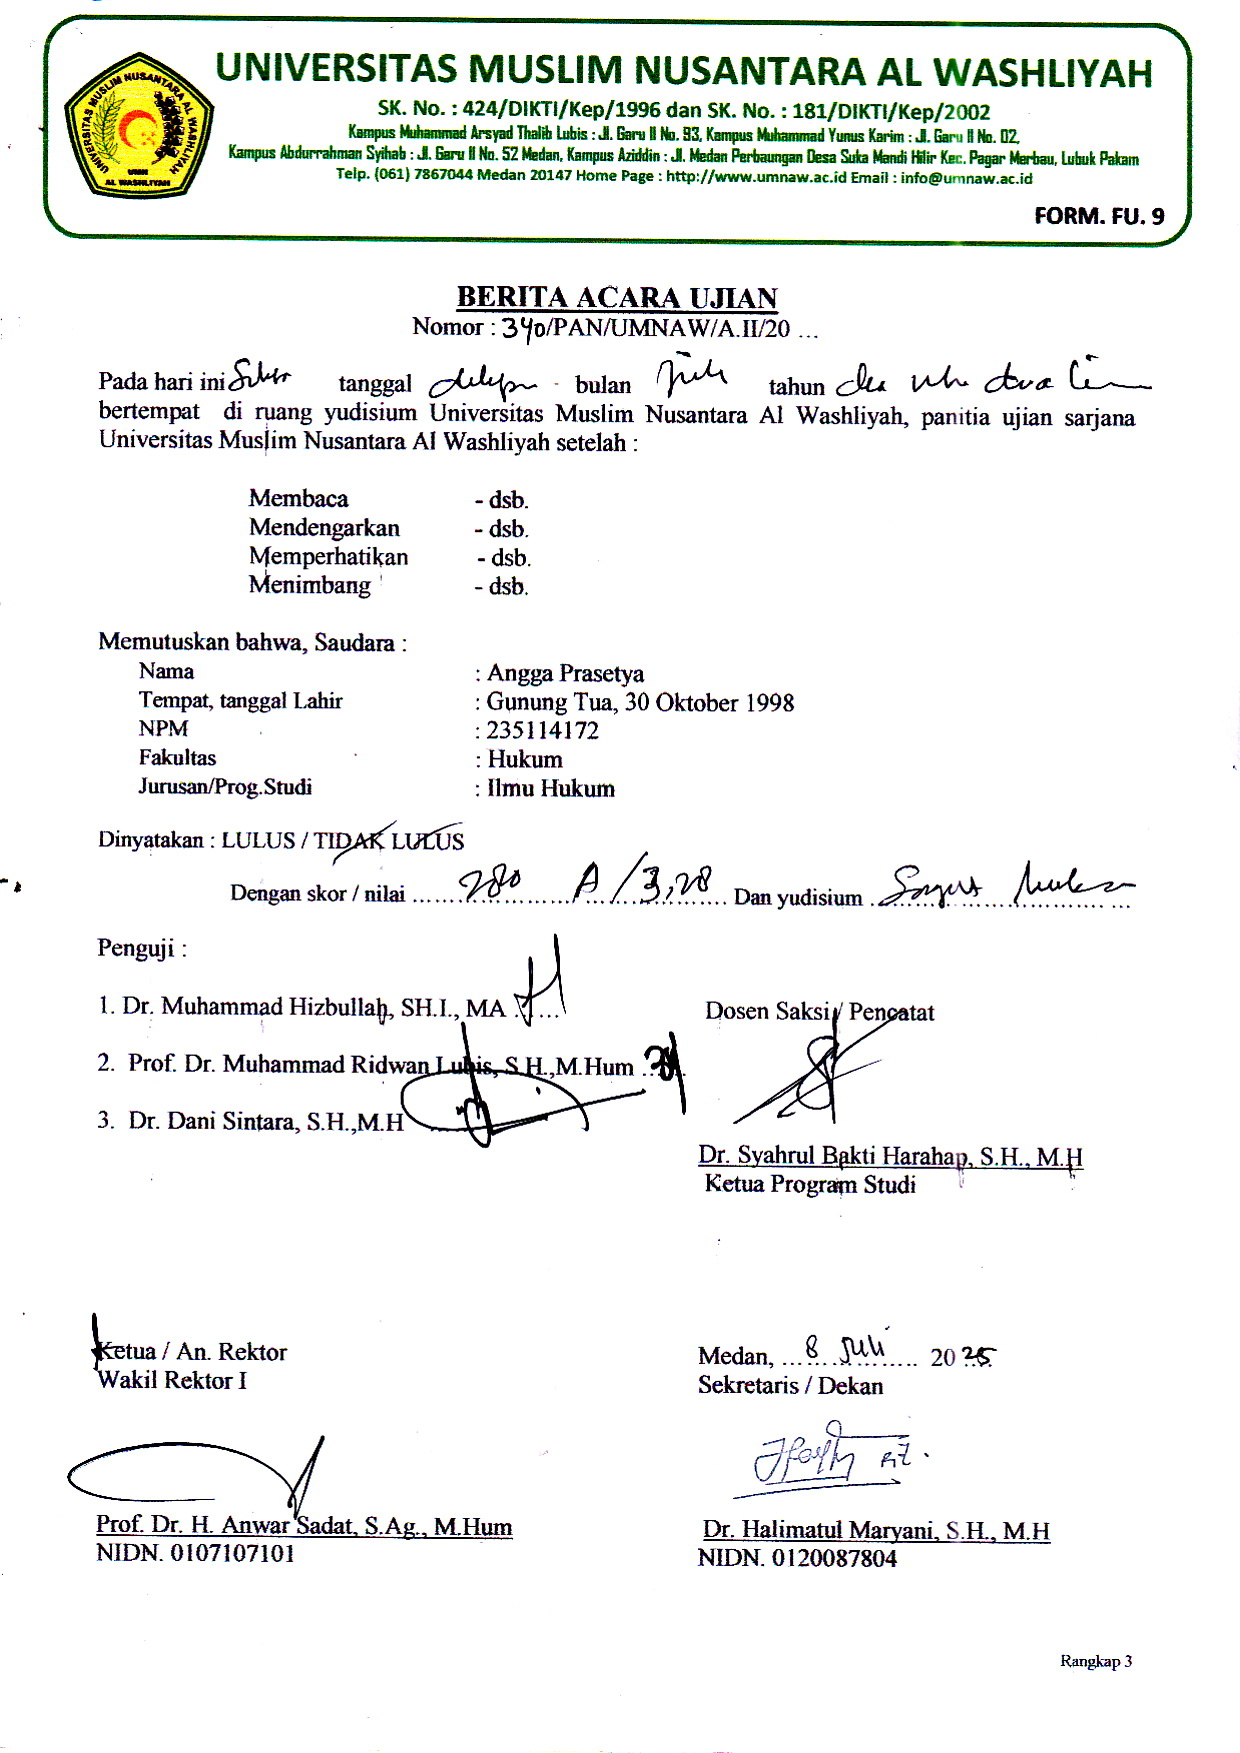 UNIVERSITAS MUSLIM NUSANTARA AL WASHLIYAH
SK. No. : 424/DIKTI/Kep/1996 dan SK. No. : 181/DIKTI/Kep/2002
Kampus Muhammad Arsyad Thalib Lubis : Jl. Garu II No. 93, Kampus Muhammad Yunus Karim : Jl. Garu II No. 02,
Kampus Abdurrahman Syihab : Jl. Garu II No. 52 Medan, Kampus Aziddin : Jl. Medan Perbaungan Desa Suka Mandi Hilir Kec. Pagar Merbau, Lubuk Pakam
Telp. (061) 7867044 Medan 20147 Home Page : http://www.umnaw.ac.id Email : info@umnaw.ac.id
UNIVERSITAS MUSLIM NUSANTARA AL WASHLIYAH
UMN
AL WASHLIYAH
FORM. FU. 9
BERITA ACARA UJIAN
Nomor : 340/PAN/UMNAW/A.II/20 ...
Pada hari ini tanggal delapan bulan Juli tahun dua dua
bertempat di ruang yudisium Universitas Muslim Nusantara Al Washliyah, panitia ujian sarjana
Universitas Muslim Nusantara Al Washliyah setelah :
Membaca - dsb.
Mendengarkan - dsb.
Memperhatikan - dsb.
Menimbang - dsb.
Memutuskan bahwa, Saudara :
Nama : Angga Prasetya
Tempat, tanggal Lahir : Gunung Tua, 30 Oktober 1998
NPM : 235114172
Fakultas : Hukum
Jurusan/Prog.Studi : Ilmu Hukum
Dinyatakan : LULUS / TIDAK LULUS
Dengan skor / nilai 280 A / 3,28 Dan yudisium
Penguji :
1. Dr. Muhammad Hizbullah, SH.I., MA
Dosen Saksi / Pencatat
2. Prof. Dr. Muhammad Ridwan Lubis, S.H.,M.Hum
3. Dr. Dani Sintara, S.H.,M.H
Dr. Syahrul Bakti Harahap, S.H., M.H
Ketua Program Studi
Ketua / An. Rektor
Wakil Rektor I
Medan, 8 Juli 2025
Sekretaris / Dekan
Prof. Dr. H. Anwar Sadat, S.Ag., M.Hum
NIDN. 0107107101
Dr. Halimatul Maryani, S.H., M.H
NIDN. 0120087804
Rangkap 3